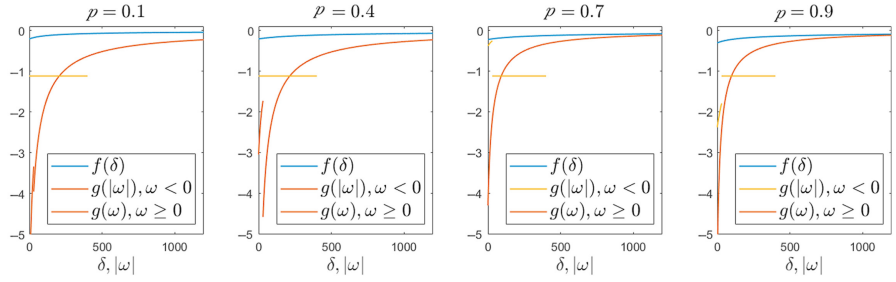 p = 0.1
0
−1
−2
−3
−4
−5
f(δ)
g(|ω|), ω < 0
g(ω), ω ≥ 0
0 500 1000
δ, |ω|
p = 0.4
0
−1
−2
−3
−4
−5
f(δ)
g(|ω|), ω < 0
g(ω), ω ≥ 0
0 500 1000
δ, |ω|
p = 0.7
0
−1
−2
−3
−4
−5
f(δ)
g(|ω|), ω < 0
g(ω), ω ≥ 0
0 500 1000
δ, |ω|
p = 0.9
0
−1
−2
−3
−4
−5
f(δ)
g(|ω|), ω < 0
g(ω), ω ≥ 0
0 500 1000
δ, |ω|